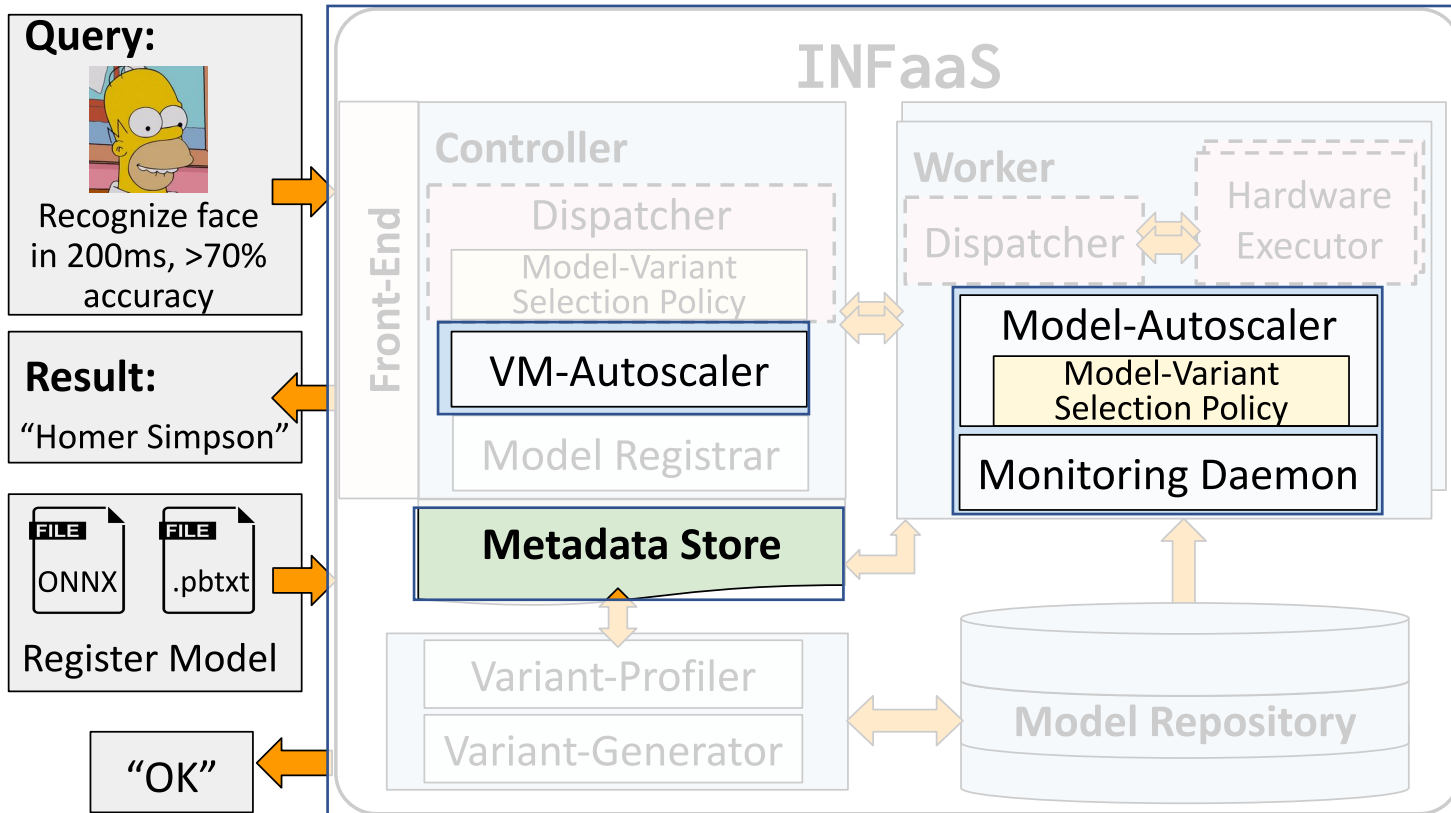 Query:
Recognize face
in 200ms, >70%
accuracy
Result:
“Homer Simpson”
FILE
ONNX
FILE
.pbtxt
Register Model
“OK”
INFaaS
Front-End
Controller
Dispatcher
Model-Variant
Selection Policy
VM-Autoscaler
Model Registrar
Metadata Store
Variant-Profiler
Variant-Generator
Worker
Dispatcher
Hardware
Executor
Model-Autoscaler
Model-Variant
Selection Policy
Monitoring Daemon
Model Repository